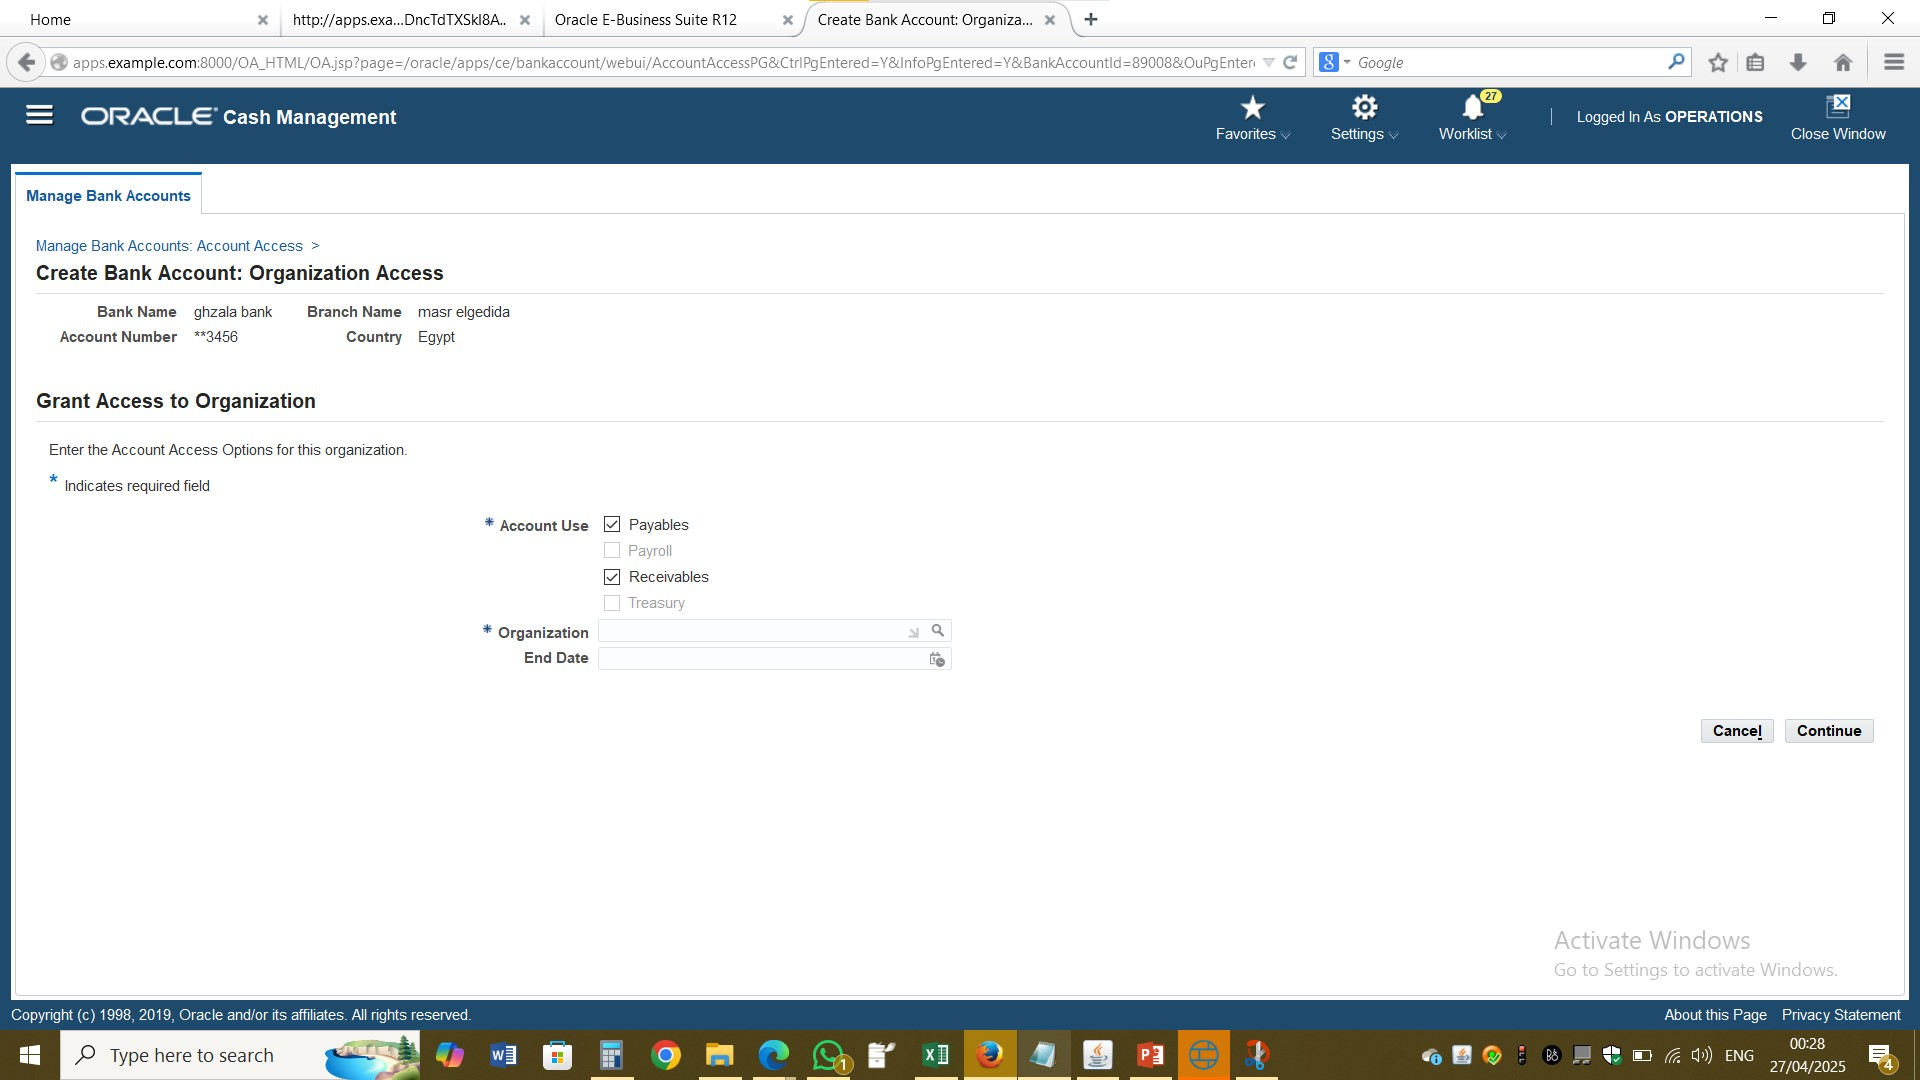 Home
http://apps.exa...DncTdTXSkI8A..
Oracle E-Business Suite R12
Create Bank Account: Organiza...
apps.example.com:8000/OA_HTML/OA.jsp?page=/oracle/apps/ce/bankaccount/webui/AccountAccessPG&CtrlPgEntered=Y&InfoPgEntered=Y&BankAccountId=89008&OuPgEnter
8 Google
ORACLE Cash Management
Favorites
Settings
27
Worklist
Logged In As OPERATIONS
Close Window
Manage Bank Accounts
Manage Bank Accounts: Account Access >
Create Bank Account: Organization Access
Bank Name ghzala bank Branch Name masr elgedida
Account Number **3456 Country Egypt
Grant Access to Organization
Enter the Account Access Options for this organization.
* Indicates required field
* Account Use Payables
Payroll
Receivables
Treasury
* Organization
End Date
Cancel Continue
Activate Windows
Go to Settings to activate Windows.
Copyright (c) 1998, 2019, Oracle and/or its affiliates. All rights reserved.
About this Page Privacy Statement
Type here to search
1
ENG
00:28
27/04/2025
4